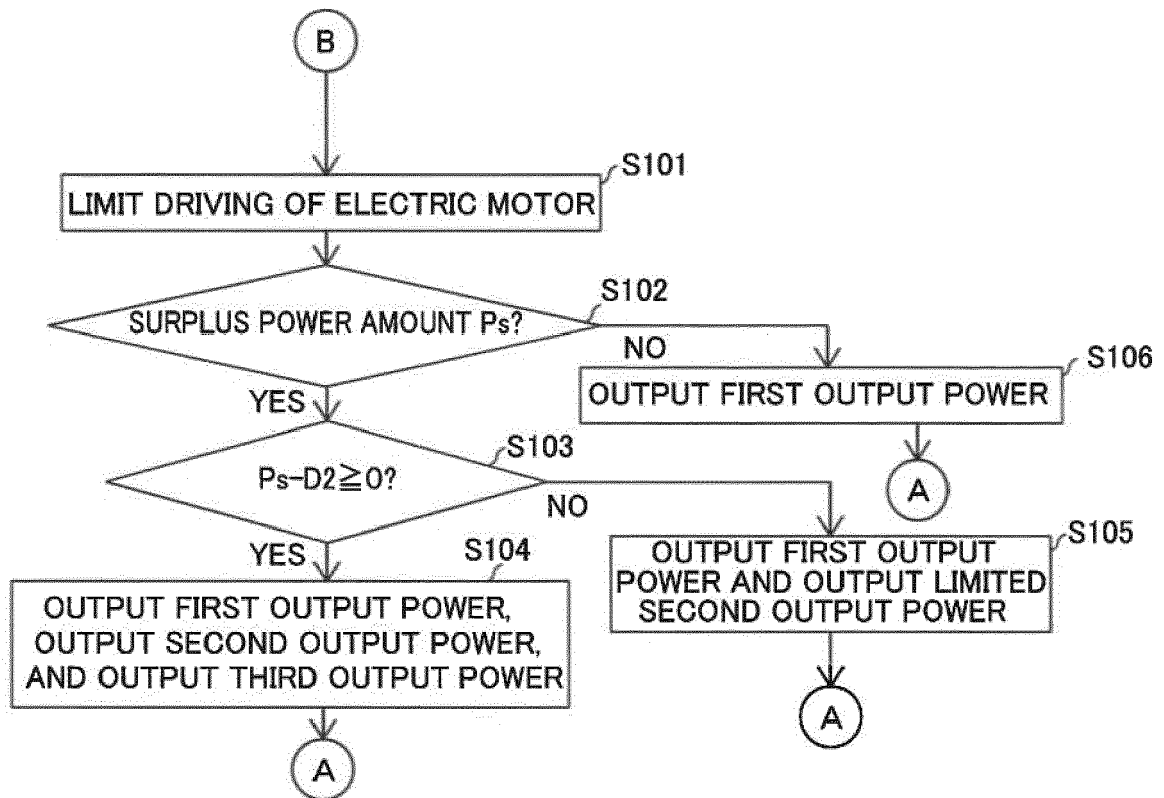 B
S101
LIMIT DRIVING OF ELECTRIC MOTOR
S102
SURPLUS POWER AMOUNT Ps?
NO
S106
OUTPUT FIRST OUTPUT POWER
A
YES
S103
Ps-D2≧0?
NO
S105
OUTPUT FIRST OUTPUT
POWER AND OUTPUT LIMITED
SECOND OUTPUT POWER
A
YES
S104
OUTPUT FIRST OUTPUT POWER,
OUTPUT SECOND OUTPUT POWER,
AND OUTPUT THIRD OUTPUT POWER
A